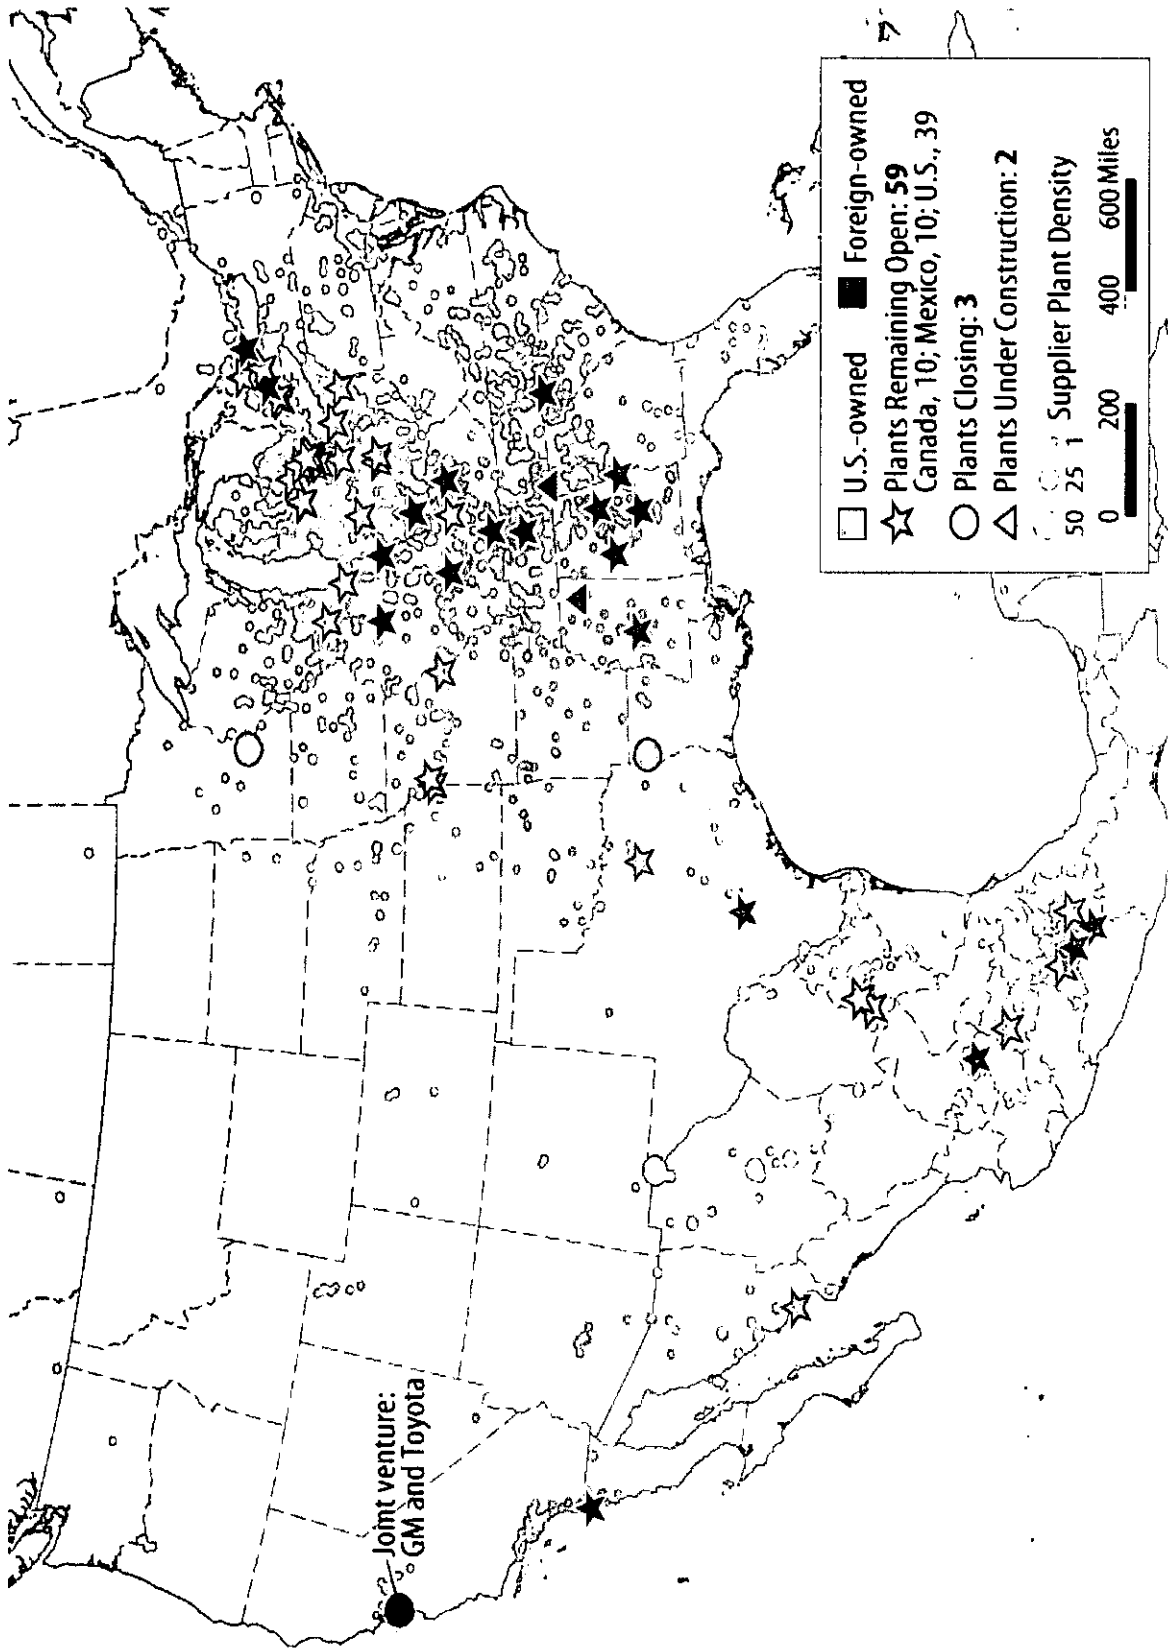 Joint venture:
GM and Toyota
U.S.-owned Foreign-owned
Plants Remaining Open: 59
Canada, 10; Mexico, 10; U.S., 39
Plants Closing: 3
Plants Under Construction: 2
50 25 1 Supplier Plant Density
0 200 400 600 Miles